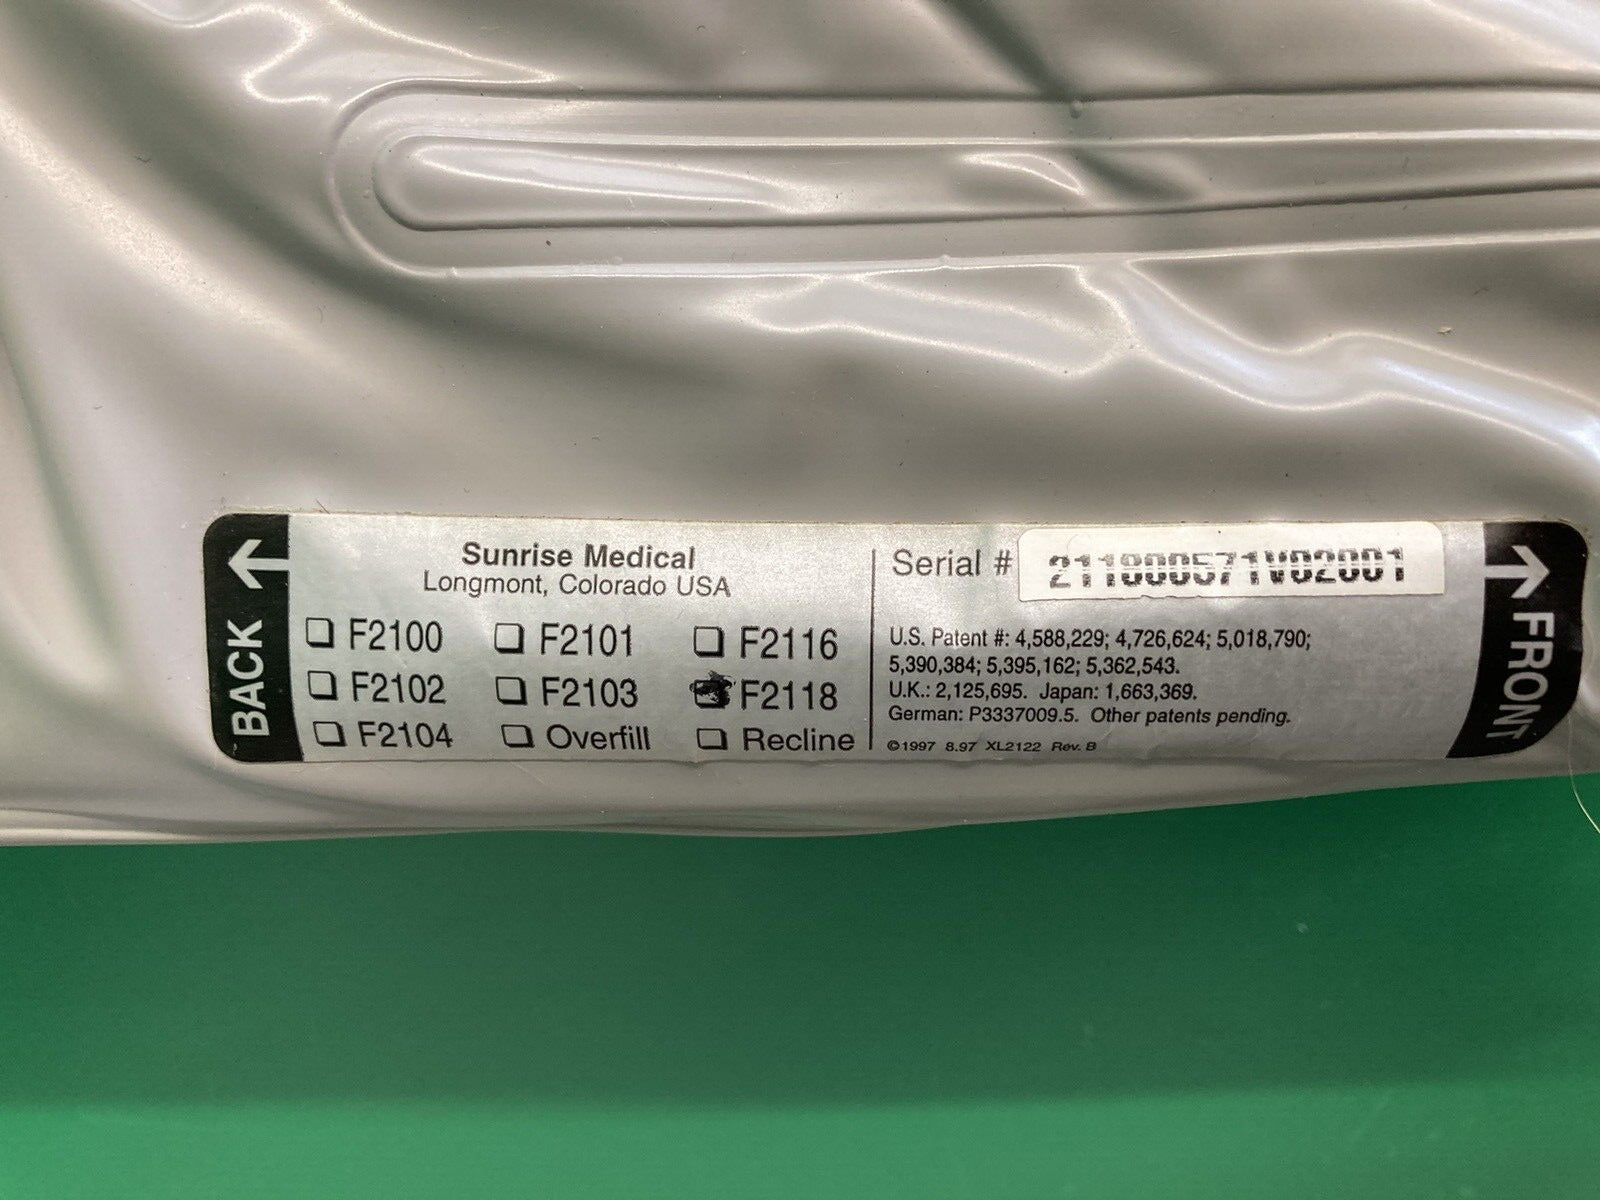 BACK
Sunrise Medical
Longmont, Colorado USA
F2100 F2101 F2116
F2102 F2103 F2118
F2104 Overfill Recline
Serial # 211800571V02001
U.S. Patent #: 4,588,229; 4,726,624; 5,018,790;
5,390,384; 5,395,162; 5,362,543.
U.K.: 2,125,695. Japan: 1,663,369.
German: P3337009.5. Other patents pending.
©1997 8.97 XL2122 Rev. B
FRONT